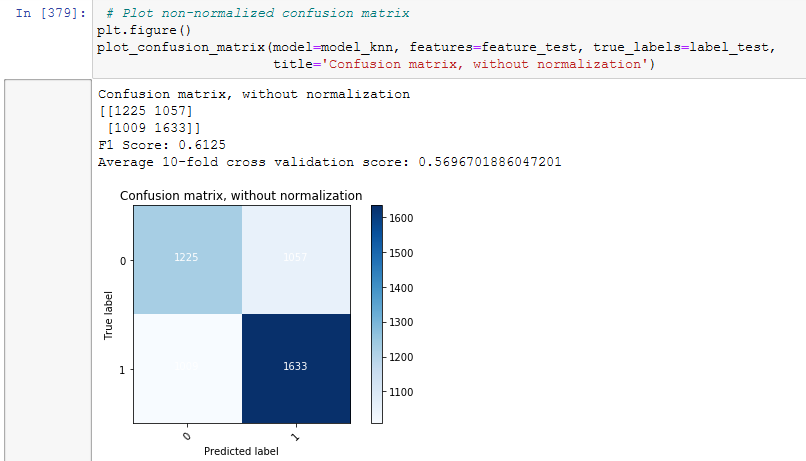 In [379]: # Plot non-normalized confusion matrix
plt.figure()
plot_confusion_matrix(model=model_knn, features=feature_test, true_labels=label_test,
title='Confusion matrix, without normalization')
Confusion matrix, without normalization
[[1225 1057]
[1009 1633]]
F1 Score: 0.6125
Average 10-fold cross validation score: 0.5696701886047201
Confusion matrix, without normalization
1600
1500
1400
1300
1200
1100
True label
0
1225 1057
1
1633
0 1
Predicted label